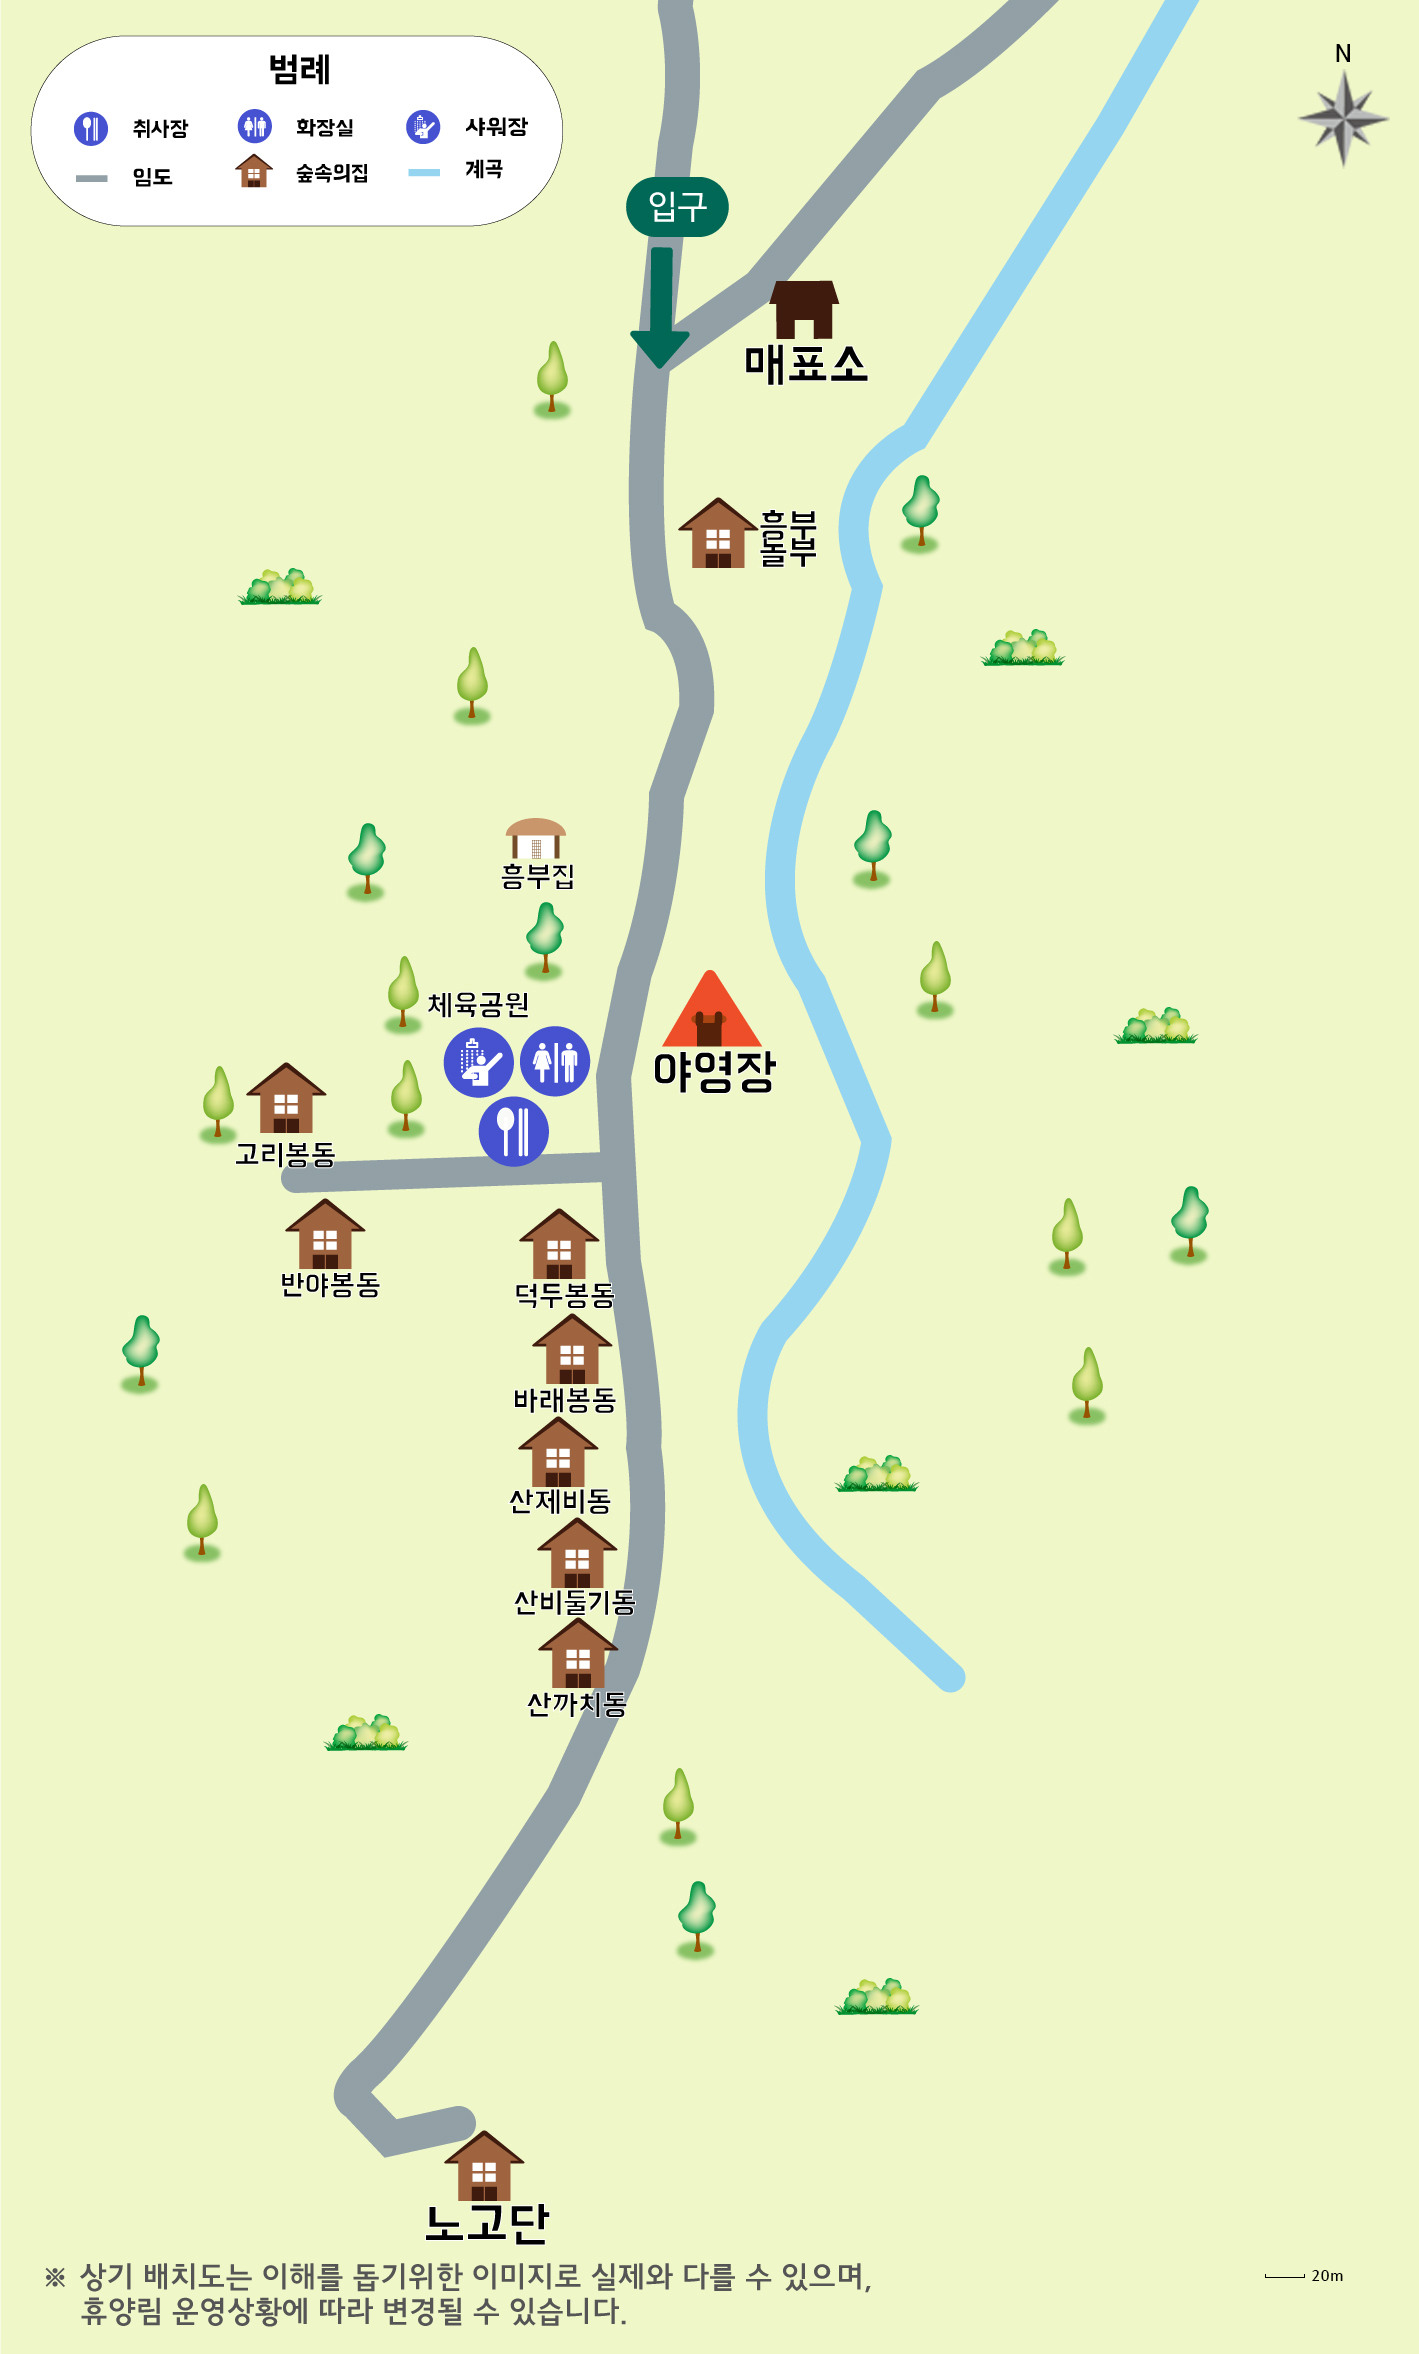 범례
취사장
화장실
샤워장
임도
숲속의집
계곡
N
입구
매표소
흥부
놀부
흥부집
체육공원
야영장
고리봉동
반야봉동
덕두봉동
바래봉동
산제비동
산비둘기동
산까치동
노고단
※ 상기 배치도는 이해를 돕기위한 이미지로 실제와 다를 수 있으며,
휴양림 운영상황에 따라 변경될 수 있습니다.
20m